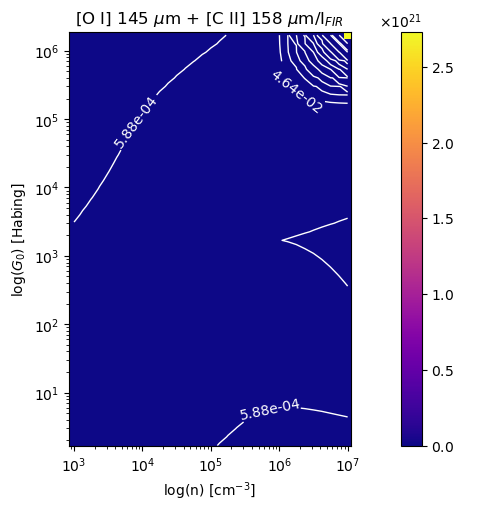 [O I] 145 μm + [C II] 158 μm/I_{FIR}
×10^{21}
10^6
10^5
10^4
10^3
10^2
10^1
log(G_0) [Habing]
4.64e-02
5.88e-04
5.88e-04
10^3 10^4 10^5 10^6 10^7
log(n) [cm^{-3}]
2.5
2.0
1.5
1.0
0.5
0.0